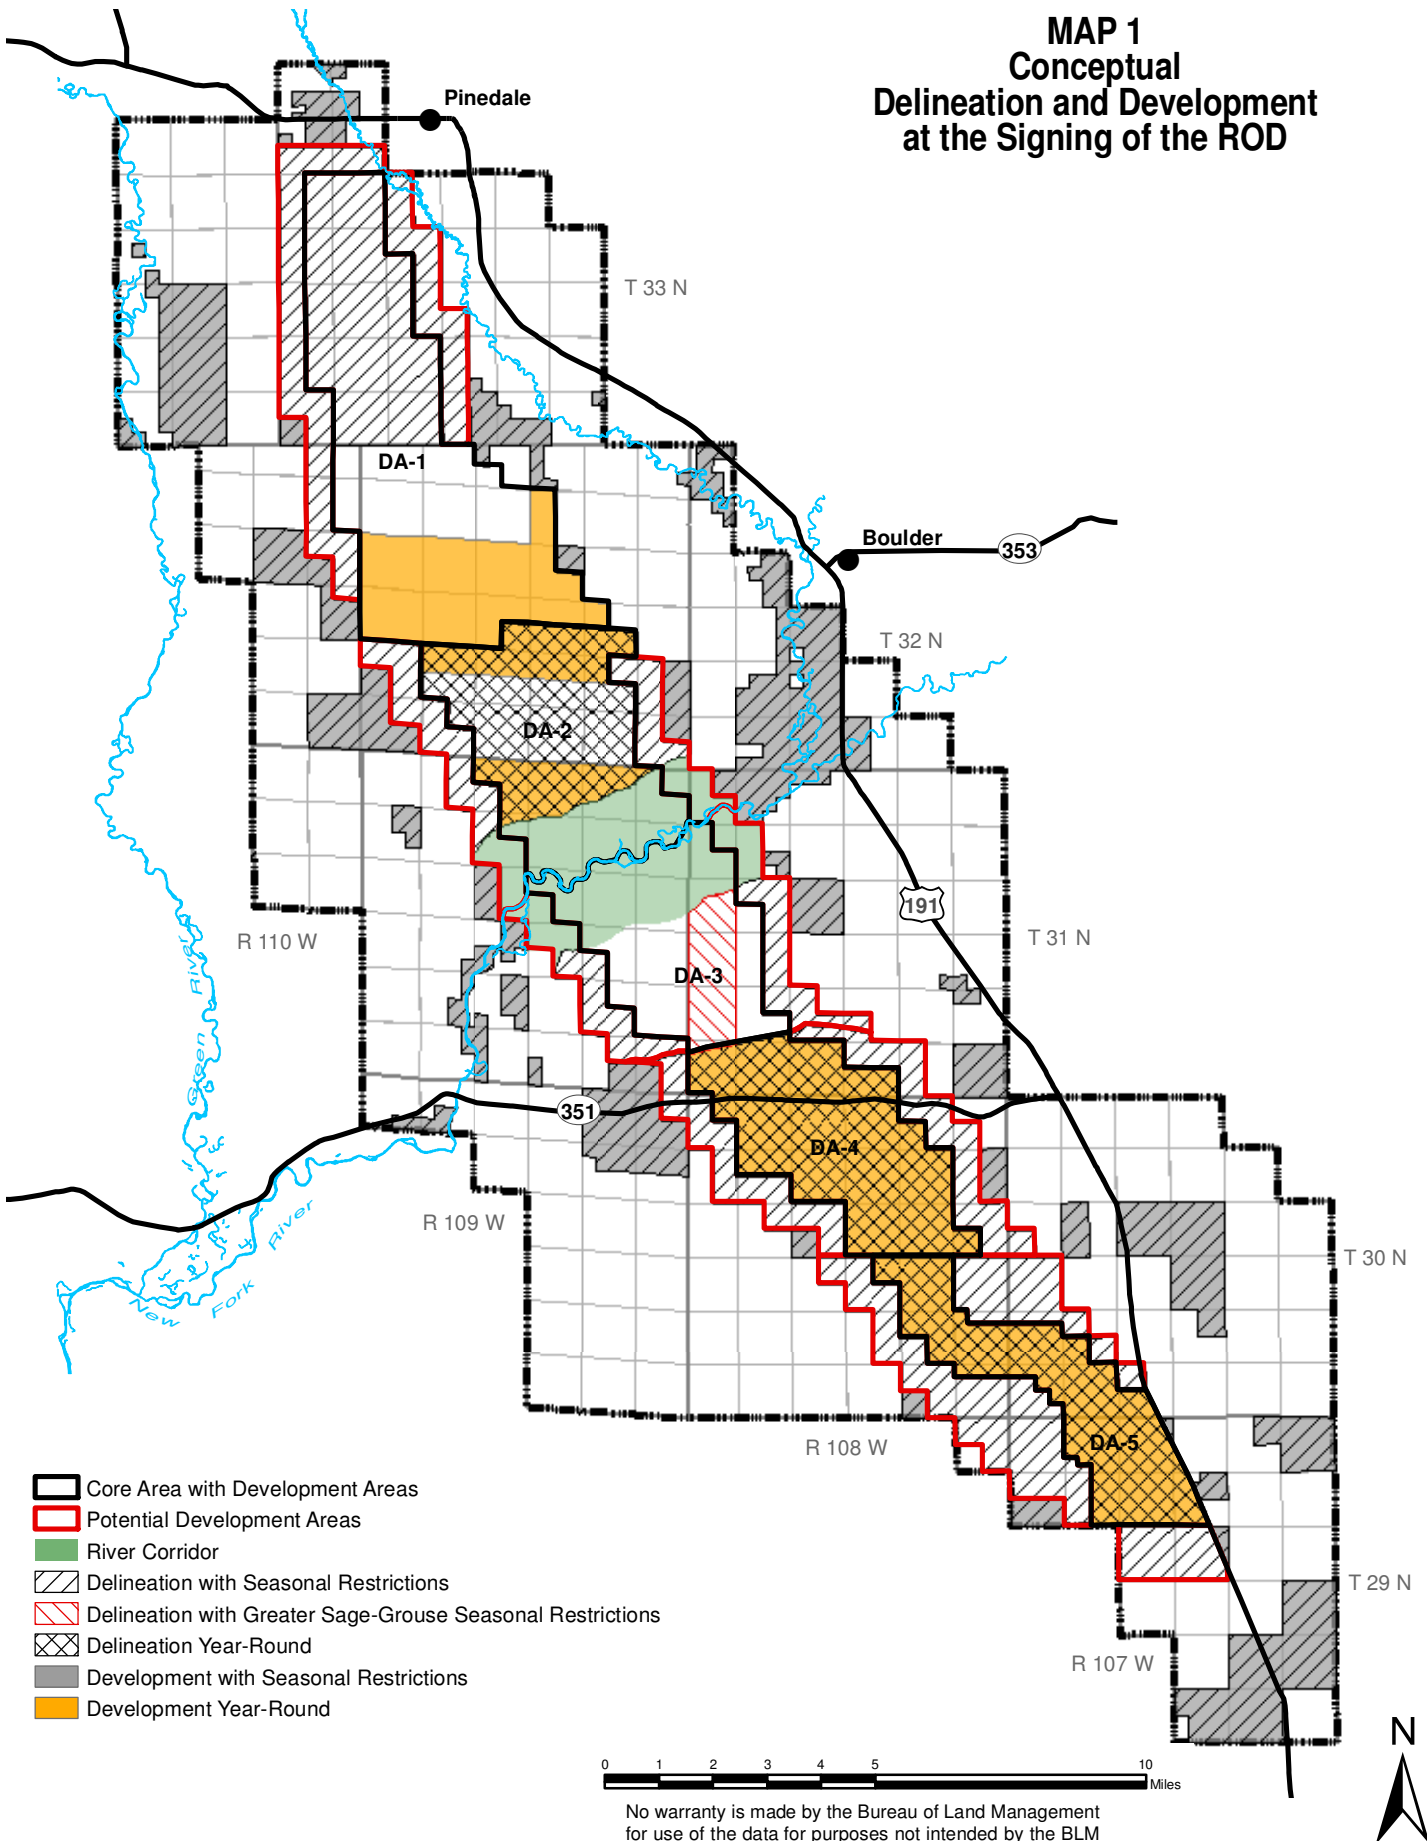 MAP 1
Conceptual
Delineation and Development
at the Signing of the ROD
Pinedale
T 33 N
DA-1
Boulder
353
T 32 N
DA-2
191
R 110 W
T 31 N
Green River
DA-3
351
DA-4
R 109 W
T 30 N
New Fork River
R 108 W
DA-5
Core Area with Development Areas
Potential Development Areas
River Corridor
Delineation with Seasonal Restrictions
Delineation with Greater Sage-Grouse Seasonal Restrictions
Delineation Year-Round
Development with Seasonal Restrictions
Development Year-Round
T 29 N
R 107 W
N
0 1 2 3 4 5 10
Miles
No warranty is made by the Bureau of Land Management
for use of the data for purposes not intended by the BLM